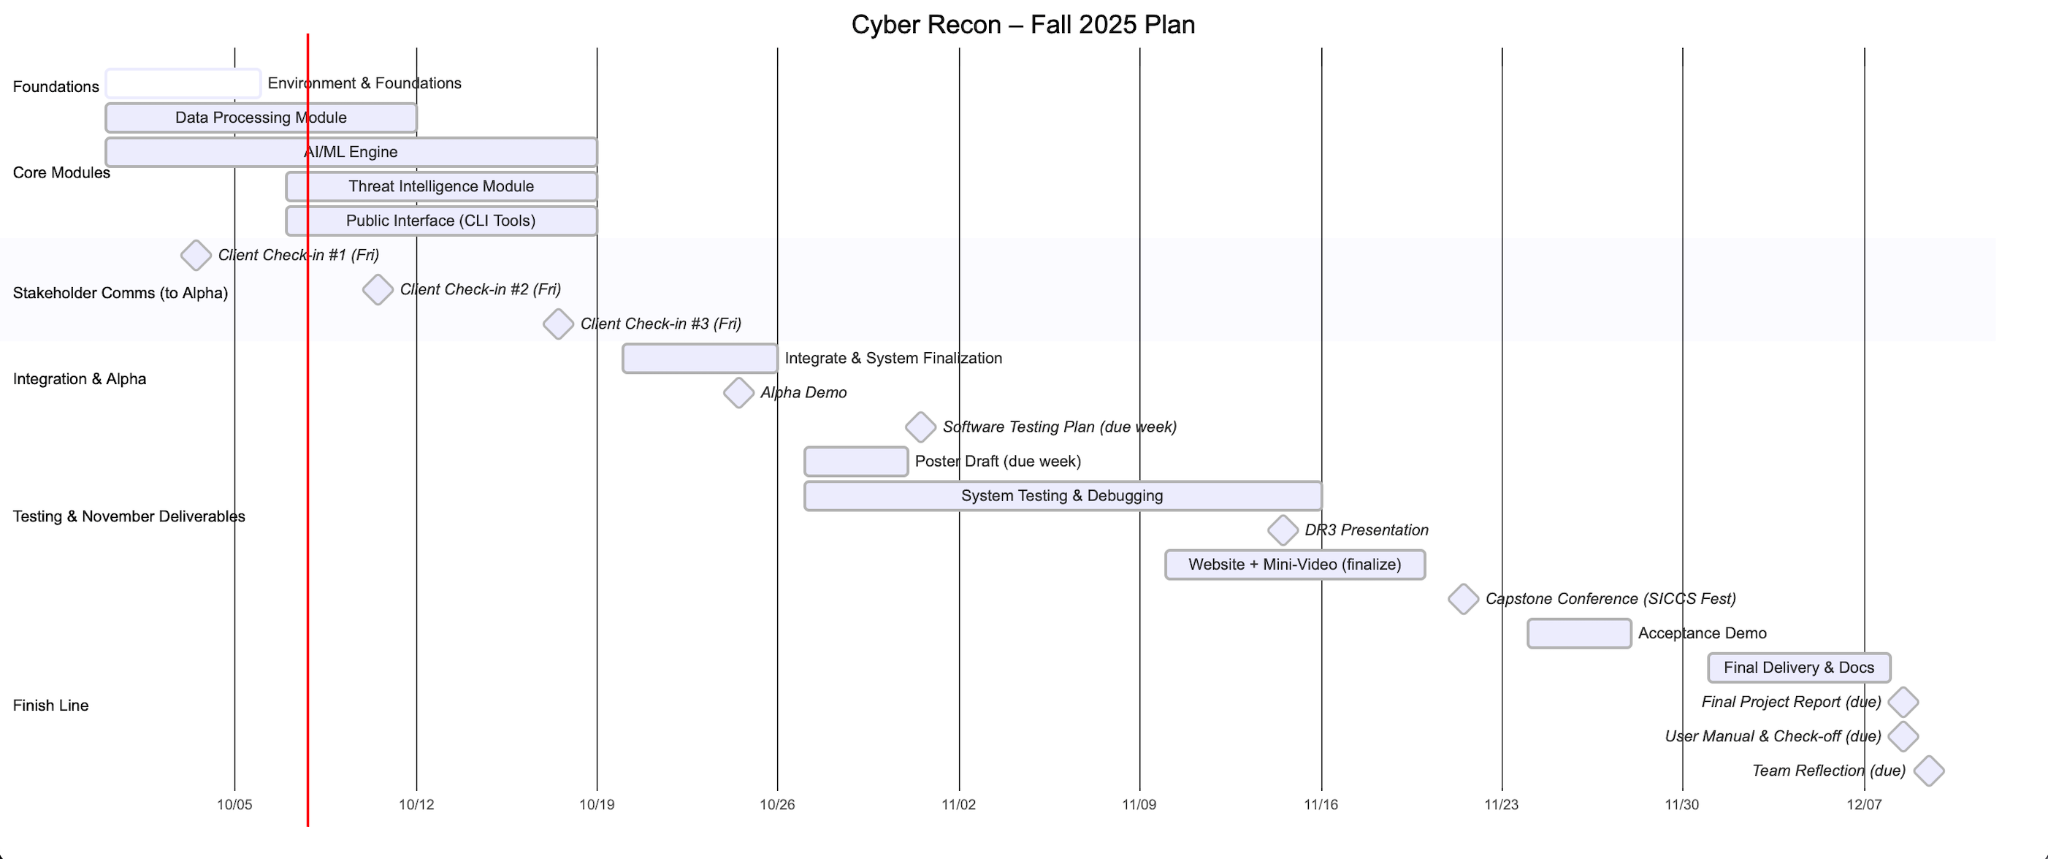 Cyber Recon – Fall 2025 Plan
Foundations
Environment & Foundations
Data Processing Module
AI/ML Engine
Core Modules
Threat Intelligence Module
Public Interface (CLI Tools)
Client Check-in #1 (Fri)
Stakeholder Comms (to Alpha)
Client Check-in #2 (Fri)
Client Check-in #3 (Fri)
Integrate & System Finalization
Integration & Alpha
Alpha Demo
Software Testing Plan (due week)
Poster Draft (due week)
System Testing & Debugging
Testing & November Deliverables
DR3 Presentation
Website + Mini-Video (finalize)
Capstone Conference (SICCS Fest)
Acceptance Demo
Final Delivery & Docs
Finish Line
Final Project Report (due)
User Manual & Check-off (due)
Team Reflection (due)
10/05 10/12 10/19 10/26 11/02 11/09 11/16 11/23 11/30 12/07